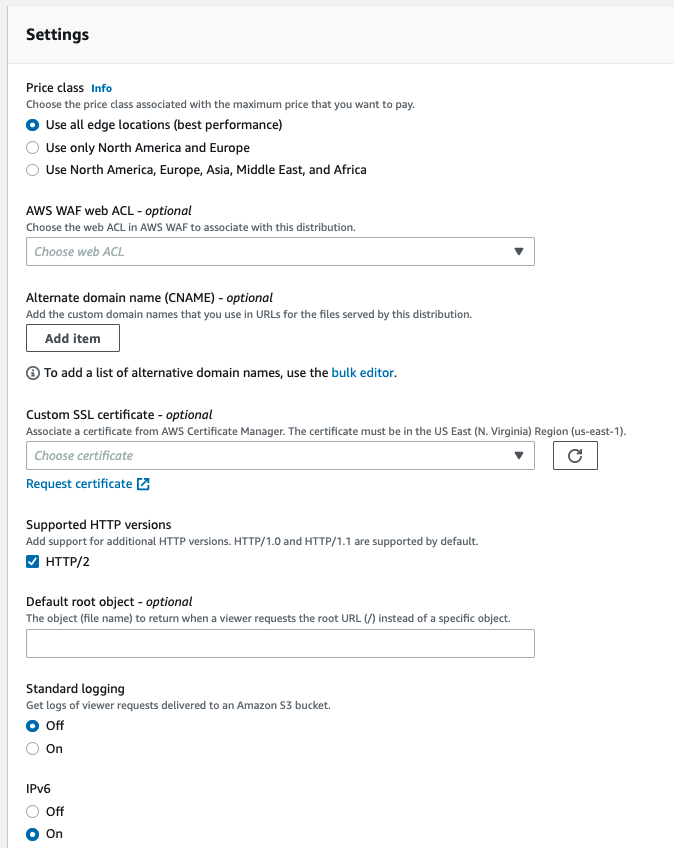 Settings
Price class Info
Choose the price class associated with the maximum price that you want to pay.
Use all edge locations (best performance)
Use only North America and Europe
Use North America, Europe, Asia, Middle East, and Africa
AWS WAF web ACL - optional
Choose the web ACL in AWS WAF to associate with this distribution.
Choose web ACL
Alternate domain name (CNAME) - optional
Add the custom domain names that you use in URLs for the files served by this distribution.
Add item
To add a list of alternative domain names, use the bulk editor.
Custom SSL certificate - optional
Associate a certificate from AWS Certificate Manager. The certificate must be in the US East (N. Virginia) Region (us-east-1).
Choose certificate
Request certificate
Supported HTTP versions
Add support for additional HTTP versions. HTTP/1.0 and HTTP/1.1 are supported by default.
HTTP/2
Default root object - optional
The object (file name) to return when a viewer requests the root URL (/) instead of a specific object.
Standard logging
Get logs of viewer requests delivered to an Amazon S3 bucket.
Off
On
IPv6
Off
On